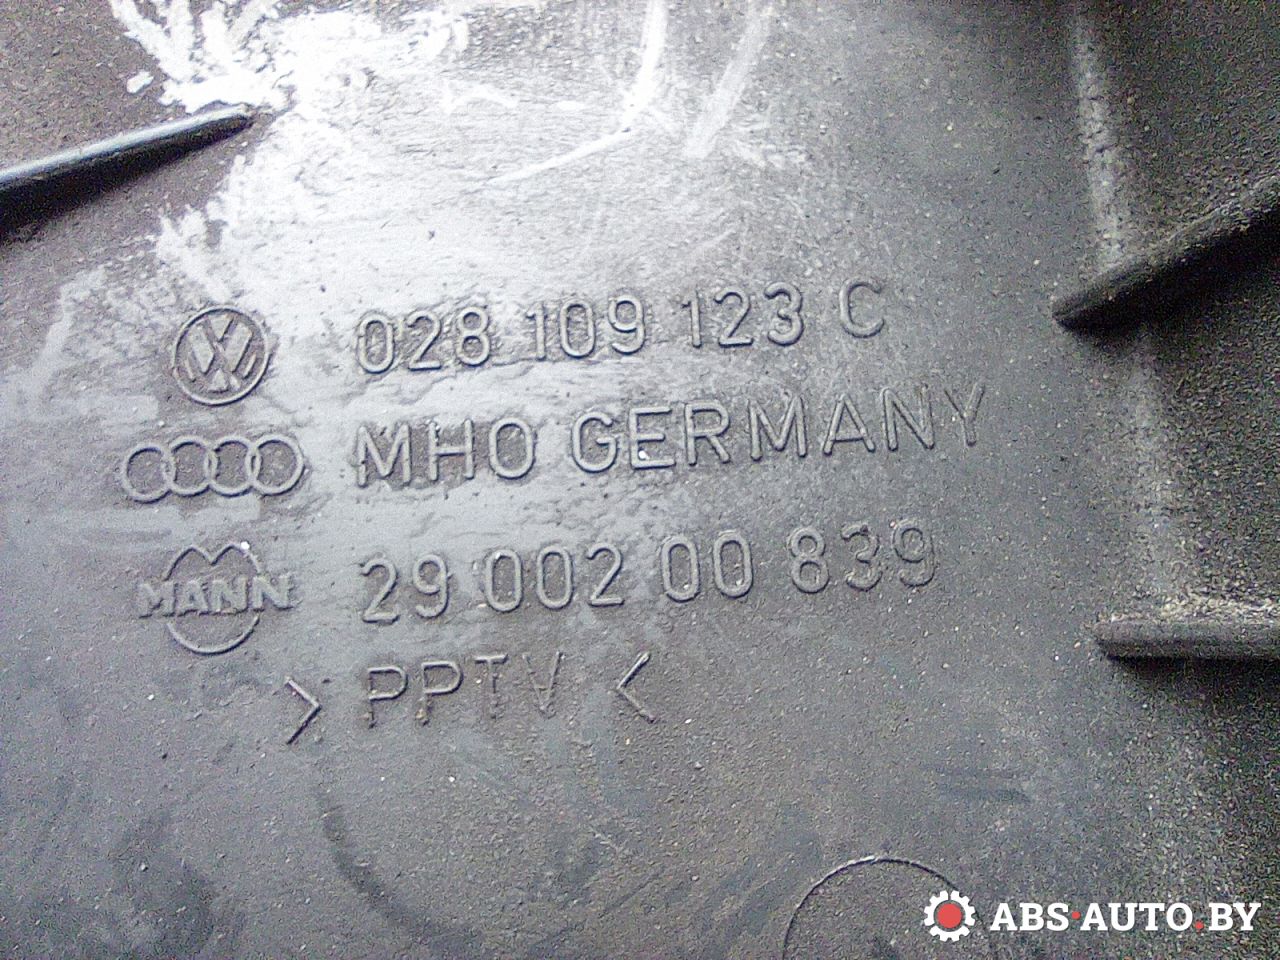 028 109 123 C
MHO GERMANY
MANN 29 002 00 839
> PPTV <
ABS·AUTO.BY